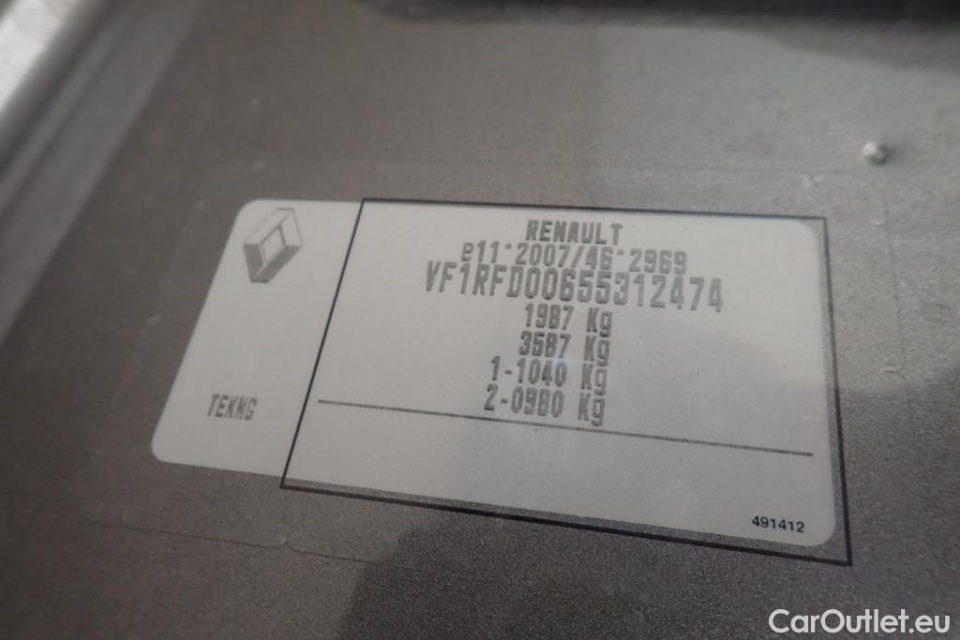 RENAULT
e11*2007/46*2969
VF1RFD00655312474
1987 Kg
3587 Kg
1-1040 Kg
2-0980 Kg
TEKNG
491412
CarOutlet.eu